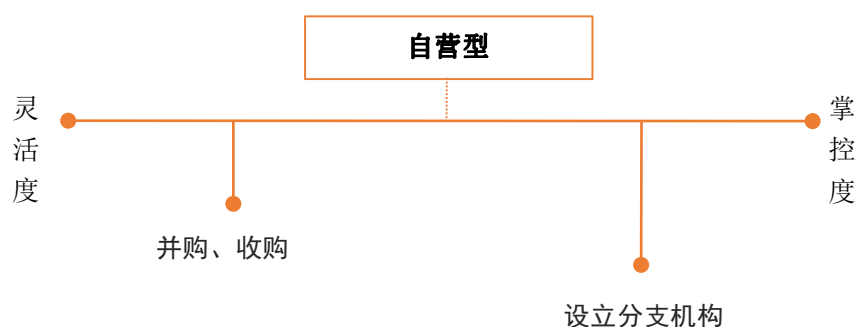 自营型
灵活度
掌控度
并购、收购
设立分支机构